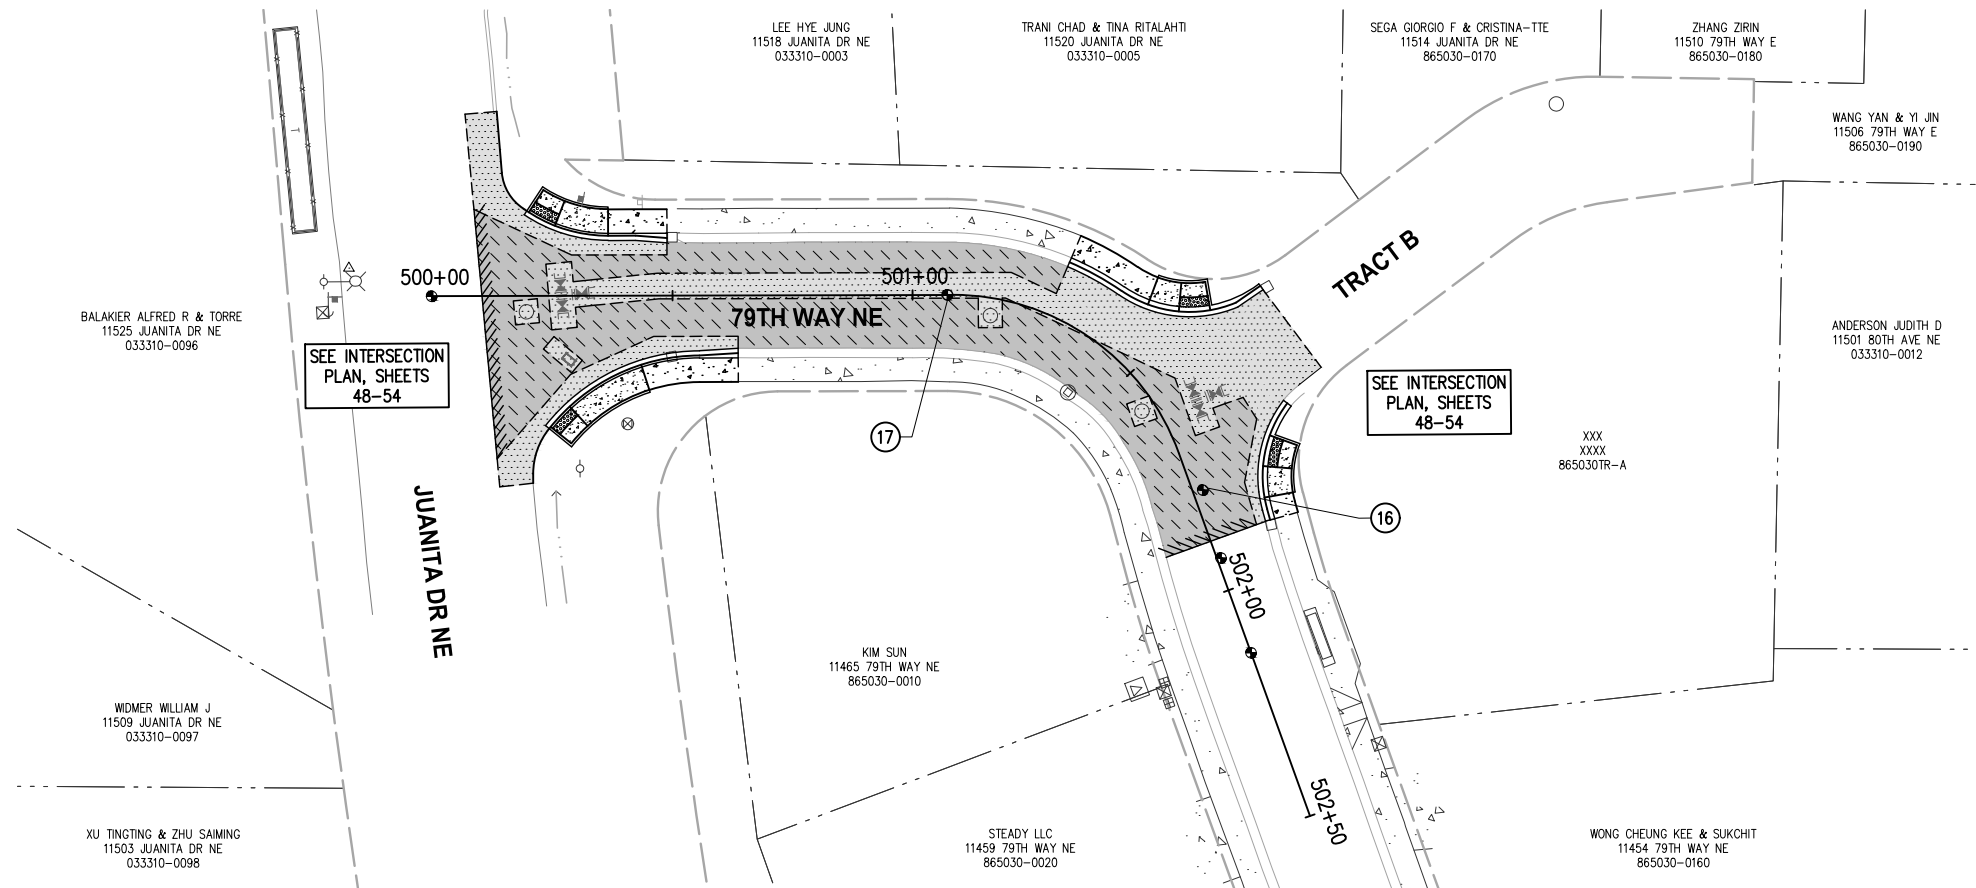 LEE HYE JUNG
11518 JUANITA DR NE
033310-0003
TRANI CHAD & TINA RITALAHTI
11520 JUANITA DR NE
033310-0005
SEGA GIORGIO F & CRISTINA-TTE
11514 JUANITA DR NE
865030-0170
ZHANG ZIRIN
11510 79TH WAY E
865030-0180
WANG YAN & YI JIN
11506 79TH WAY E
865030-0190
T
TRACT B
500+00
501+00
79TH WAY NE
BALAKIER ALFRED R & TORRE
11525 JUANITA DR NE
033310-0096
SEE INTERSECTION
PLAN, SHEETS
48-54
ANDERSON JUDITH D
11501 80TH AVE NE
033310-0012
SEE INTERSECTION
PLAN, SHEETS
48-54
17
XXX
XXXX
865030TR-A
16
JUANITA DR NE
502+00
KIM SUN
11465 79TH WAY NE
865030-0010
WIDMER WILLIAM J
11509 JUANITA DR NE
033310-0097
502+50
XU TINGTING & ZHU SAIMING
11503 JUANITA DR NE
033310-0098
STEADY LLC
11459 79TH WAY NE
865030-0020
WONG CHEUNG KEE & SUKCHIT
11454 79TH WAY NE
865030-0160